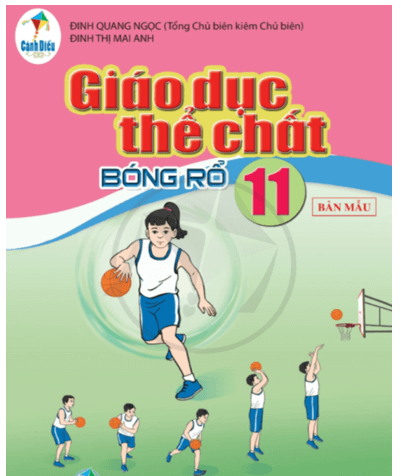 Cánh Diều
ĐINH QUANG NGỌC (Tổng Chủ biên kiêm Chủ biên)
ĐINH THỊ MAI ANH
Giáo dục
thể chất
BÓNG RỔ 11
BẢN MẪU